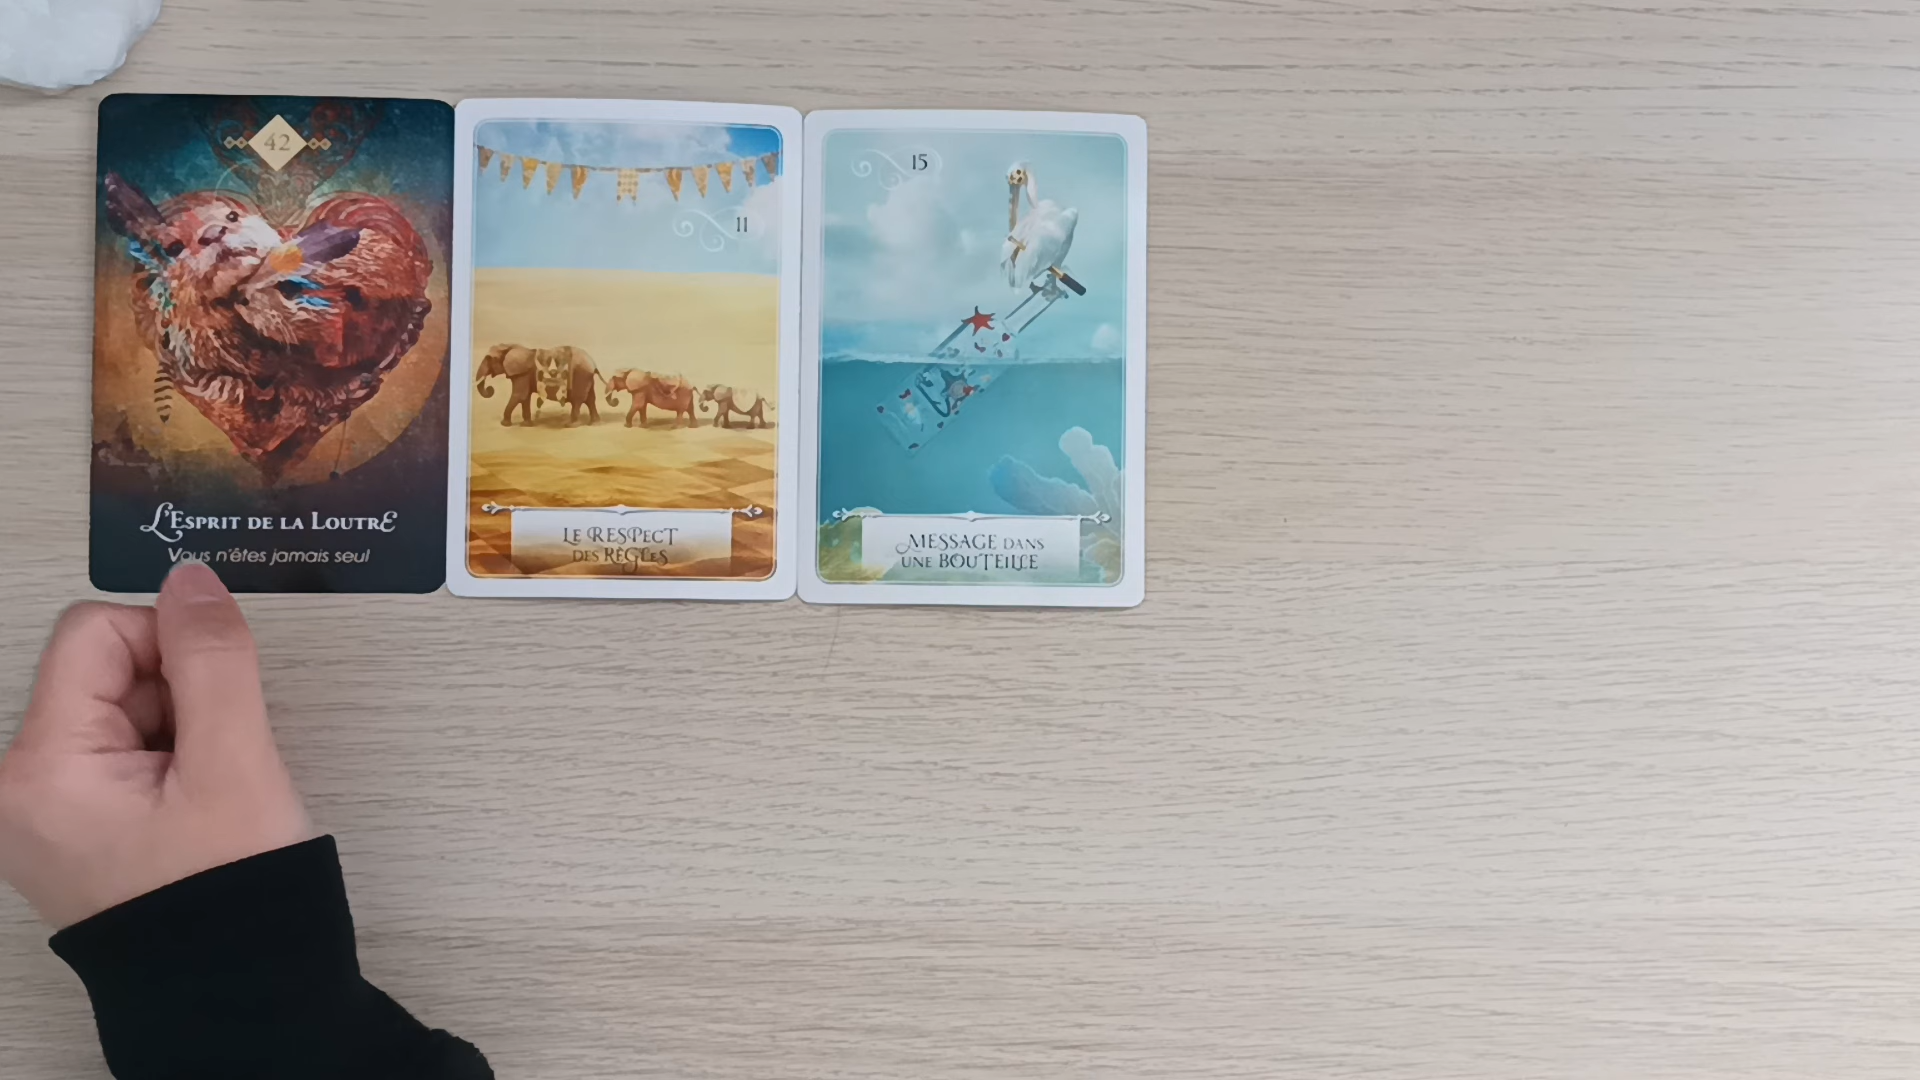 42
L'Esprit de la Loutre
Vous n'êtes jamais seul
11
Le RESPECT
DES RÈGLES
15
MESSAGE DANS
UNE BOUTEILLE